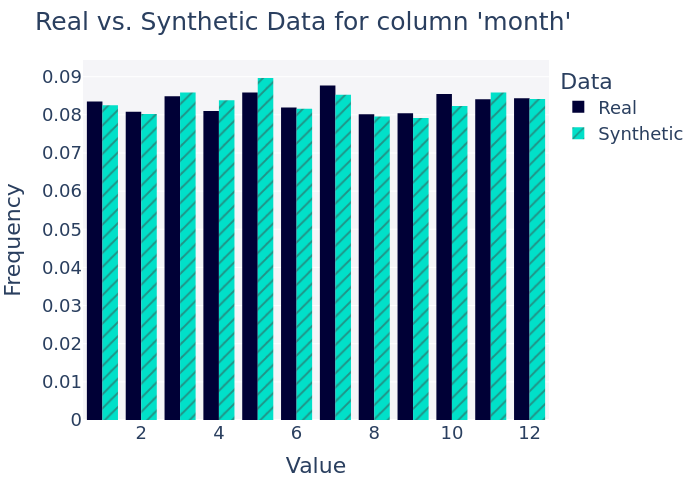 Real vs. Synthetic Data for column 'month'
0.09
0.08
0.07
0.06
0.05
0.04
0.03
0.02
0.01
0
Frequency
2 4 6 8 10 12
Value
Data
Real
Synthetic